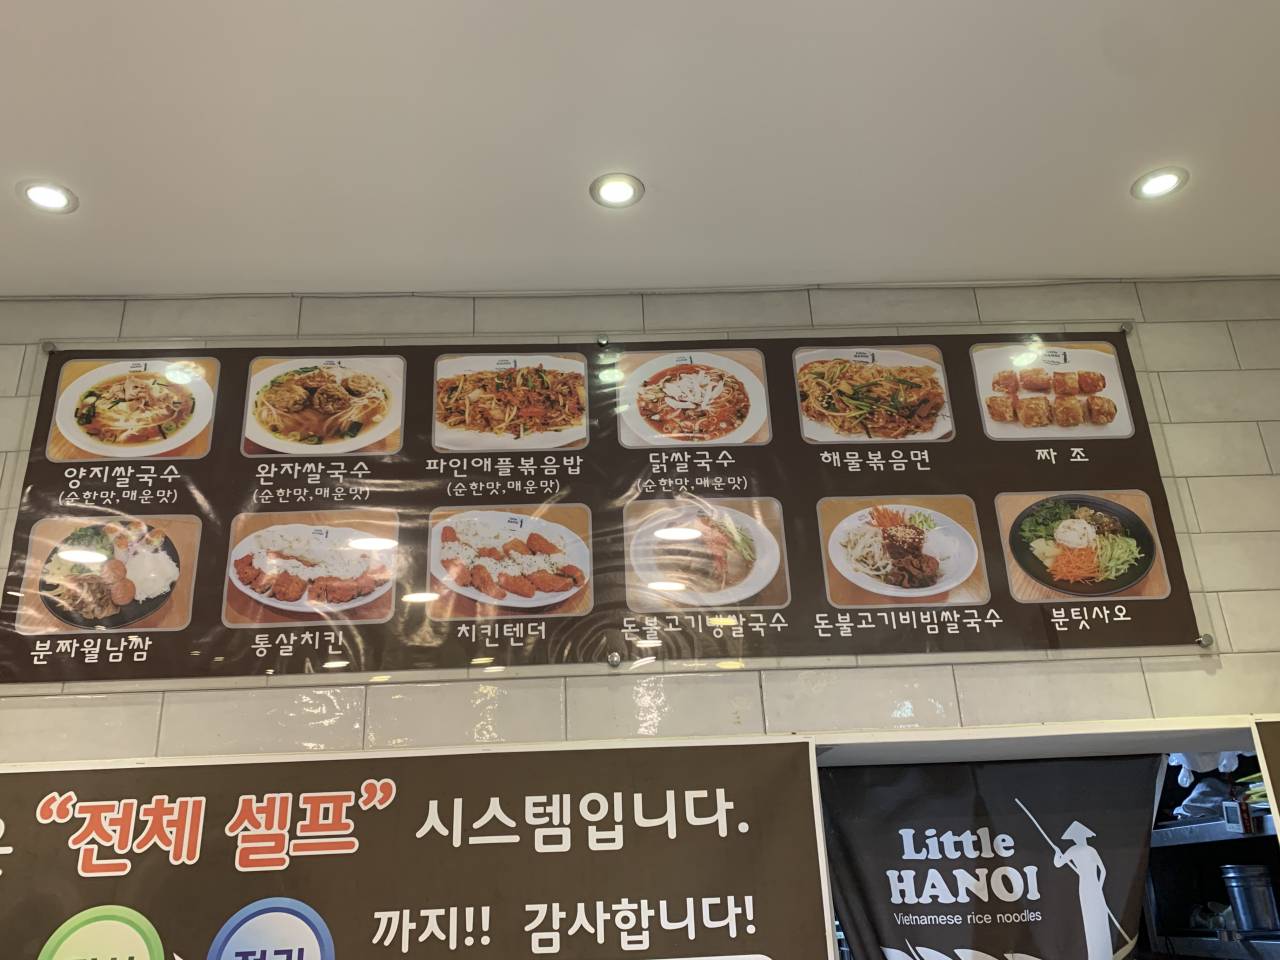 양지쌀국수
(순한맛,매운맛)
완자쌀국수
(순한맛,매운맛)
파인애플볶음밥
(순한맛,매운맛)
닭쌀국수
(순한맛,매운맛)
해물볶음면
짜조
분짜월남쌈
통살치킨
치킨텐더
돈불고기냉쌀국수
돈불고기비빔쌀국수
분팃사오
“전체 셀프” 시스템입니다.
까지!! 감사합니다!
Little
HANOI
Vietnamese rice noodles